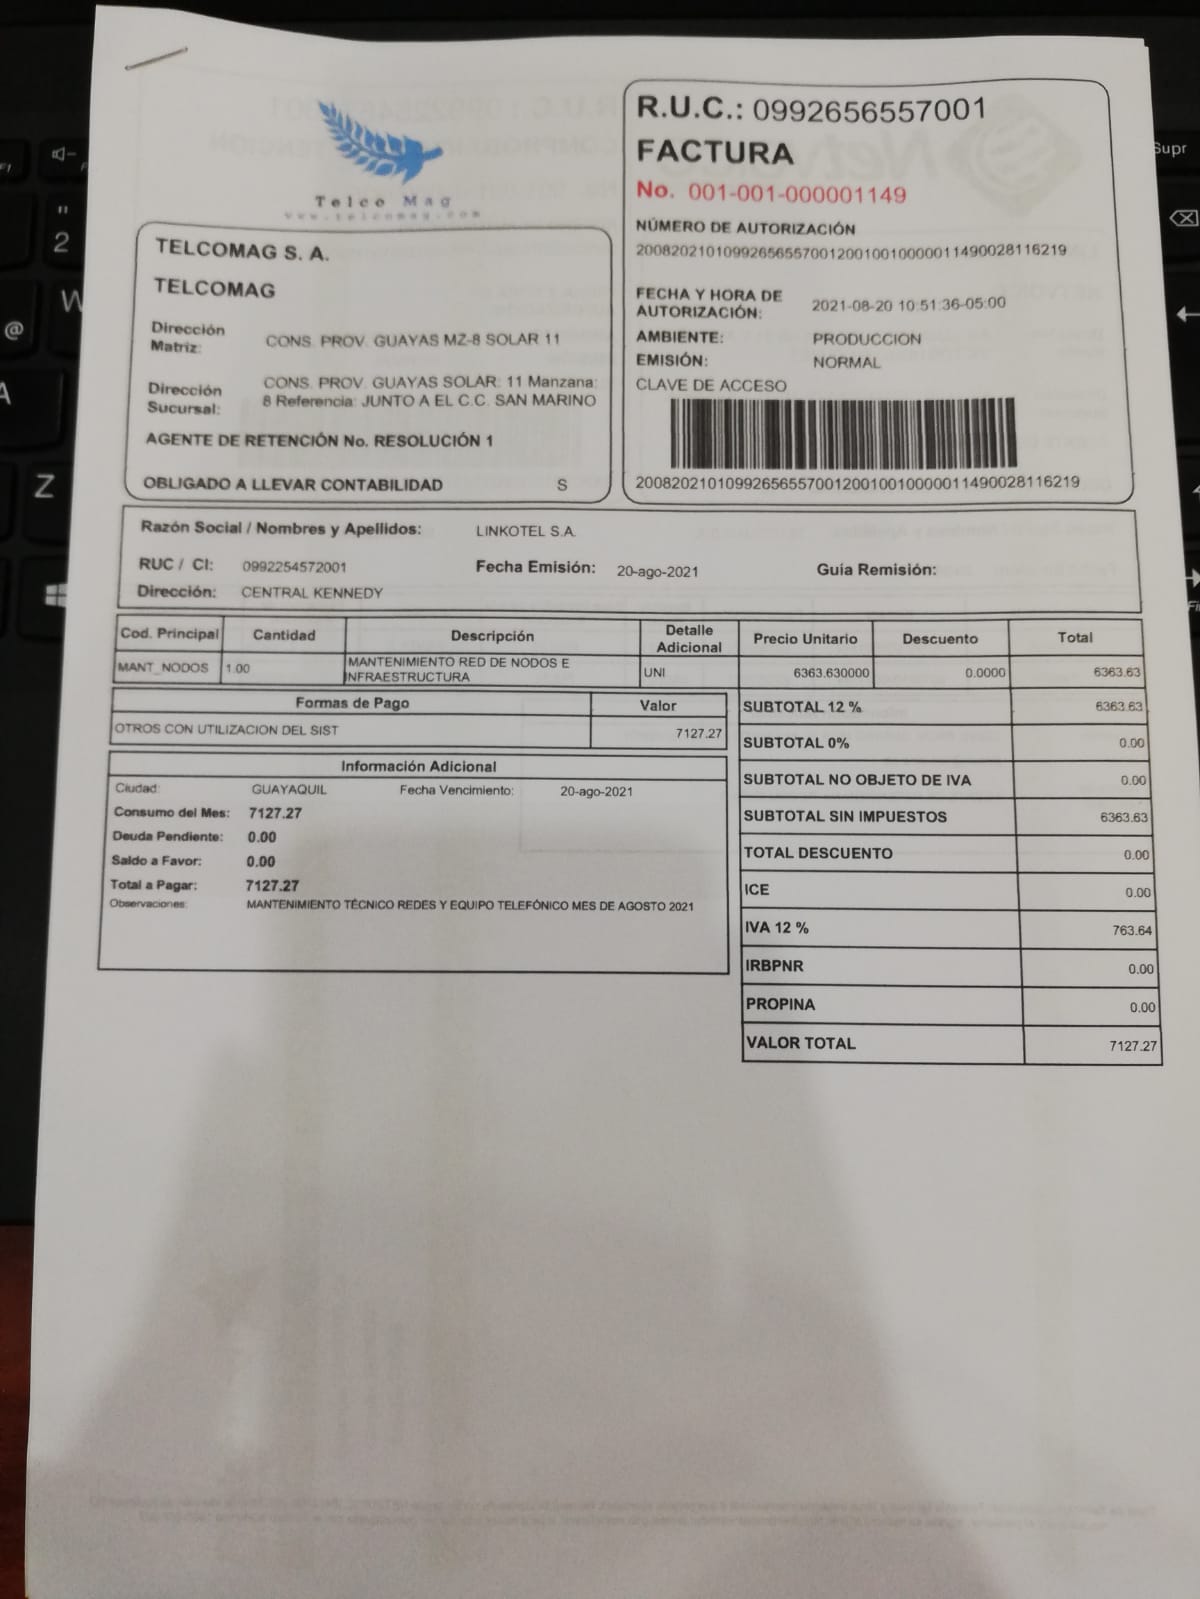 Telco Mag
www.telcomag.com
TELCOMAG S. A.
TELCOMAG
Dirección Matriz: CONS. PROV. GUAYAS MZ-8 SOLAR 11
Dirección Sucursal: CONS. PROV. GUAYAS SOLAR: 11 Manzana:
8 Referencia: JUNTO A EL C.C. SAN MARINO
AGENTE DE RETENCIÓN No. RESOLUCIÓN 1
OBLIGADO A LLEVAR CONTABILIDAD S
R.U.C.: 0992656557001
FACTURA
No. 001-001-000001149
NÚMERO DE AUTORIZACIÓN
2008202101099265655700120010010000011490028116219
FECHA Y HORA DE
AUTORIZACIÓN: 2021-08-20 10:51:36-05:00
AMBIENTE: PRODUCCION
EMISIÓN: NORMAL
CLAVE DE ACCESO
2008202101099265655700120010010000011490028116219
Razón Social / Nombres y Apellidos: LINKOTEL S.A.
RUC / CI: 0992254572001 Fecha Emisión: 20-ago-2021 Guía Remisión:
Dirección: CENTRAL KENNEDY
Cod. Principal Cantidad Descripción Detalle Adicional Precio Unitario Descuento Total
MANT_NODOS 1.00 MANTENIMIENTO RED DE NODOS E INFRAESTRUCTURA UNI 6363.630000 0.0000 6363.63
Formas de Pago Valor
OTROS CON UTILIZACION DEL SIST 7127.27
Información Adicional
Ciudad: GUAYAQUIL Fecha Vencimiento: 20-ago-2021
Consumo del Mes: 7127.27
Deuda Pendiente: 0.00
Saldo a Favor: 0.00
Total a Pagar: 7127.27
Observaciones: MANTENIMIENTO TÉCNICO REDES Y EQUIPO TELEFÓNICO MES DE AGOSTO 2021
SUBTOTAL 12 % 6363.63
SUBTOTAL 0% 0.00
SUBTOTAL NO OBJETO DE IVA 0.00
SUBTOTAL SIN IMPUESTOS 6363.63
TOTAL DESCUENTO 0.00
ICE 0.00
IVA 12 % 763.64
IRBPNR 0.00
PROPINA 0.00
VALOR TOTAL 7127.27
Supr
2
W
@
A
Z